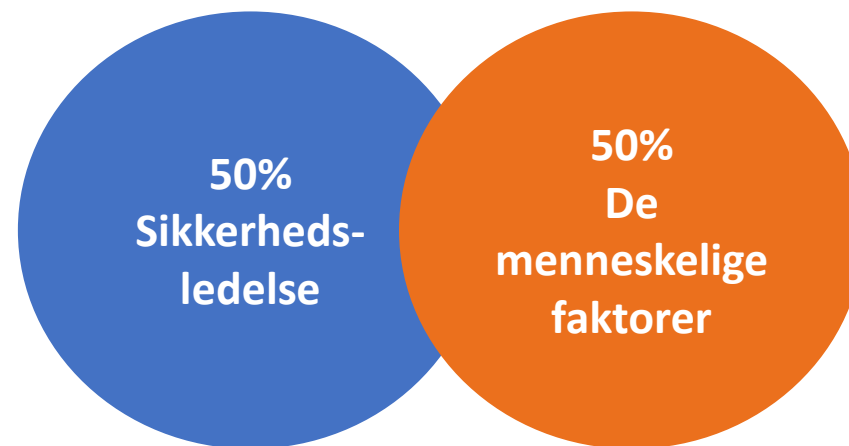 50%
Sikkerheds-
ledelse
50%
De
menneskelige
faktorer